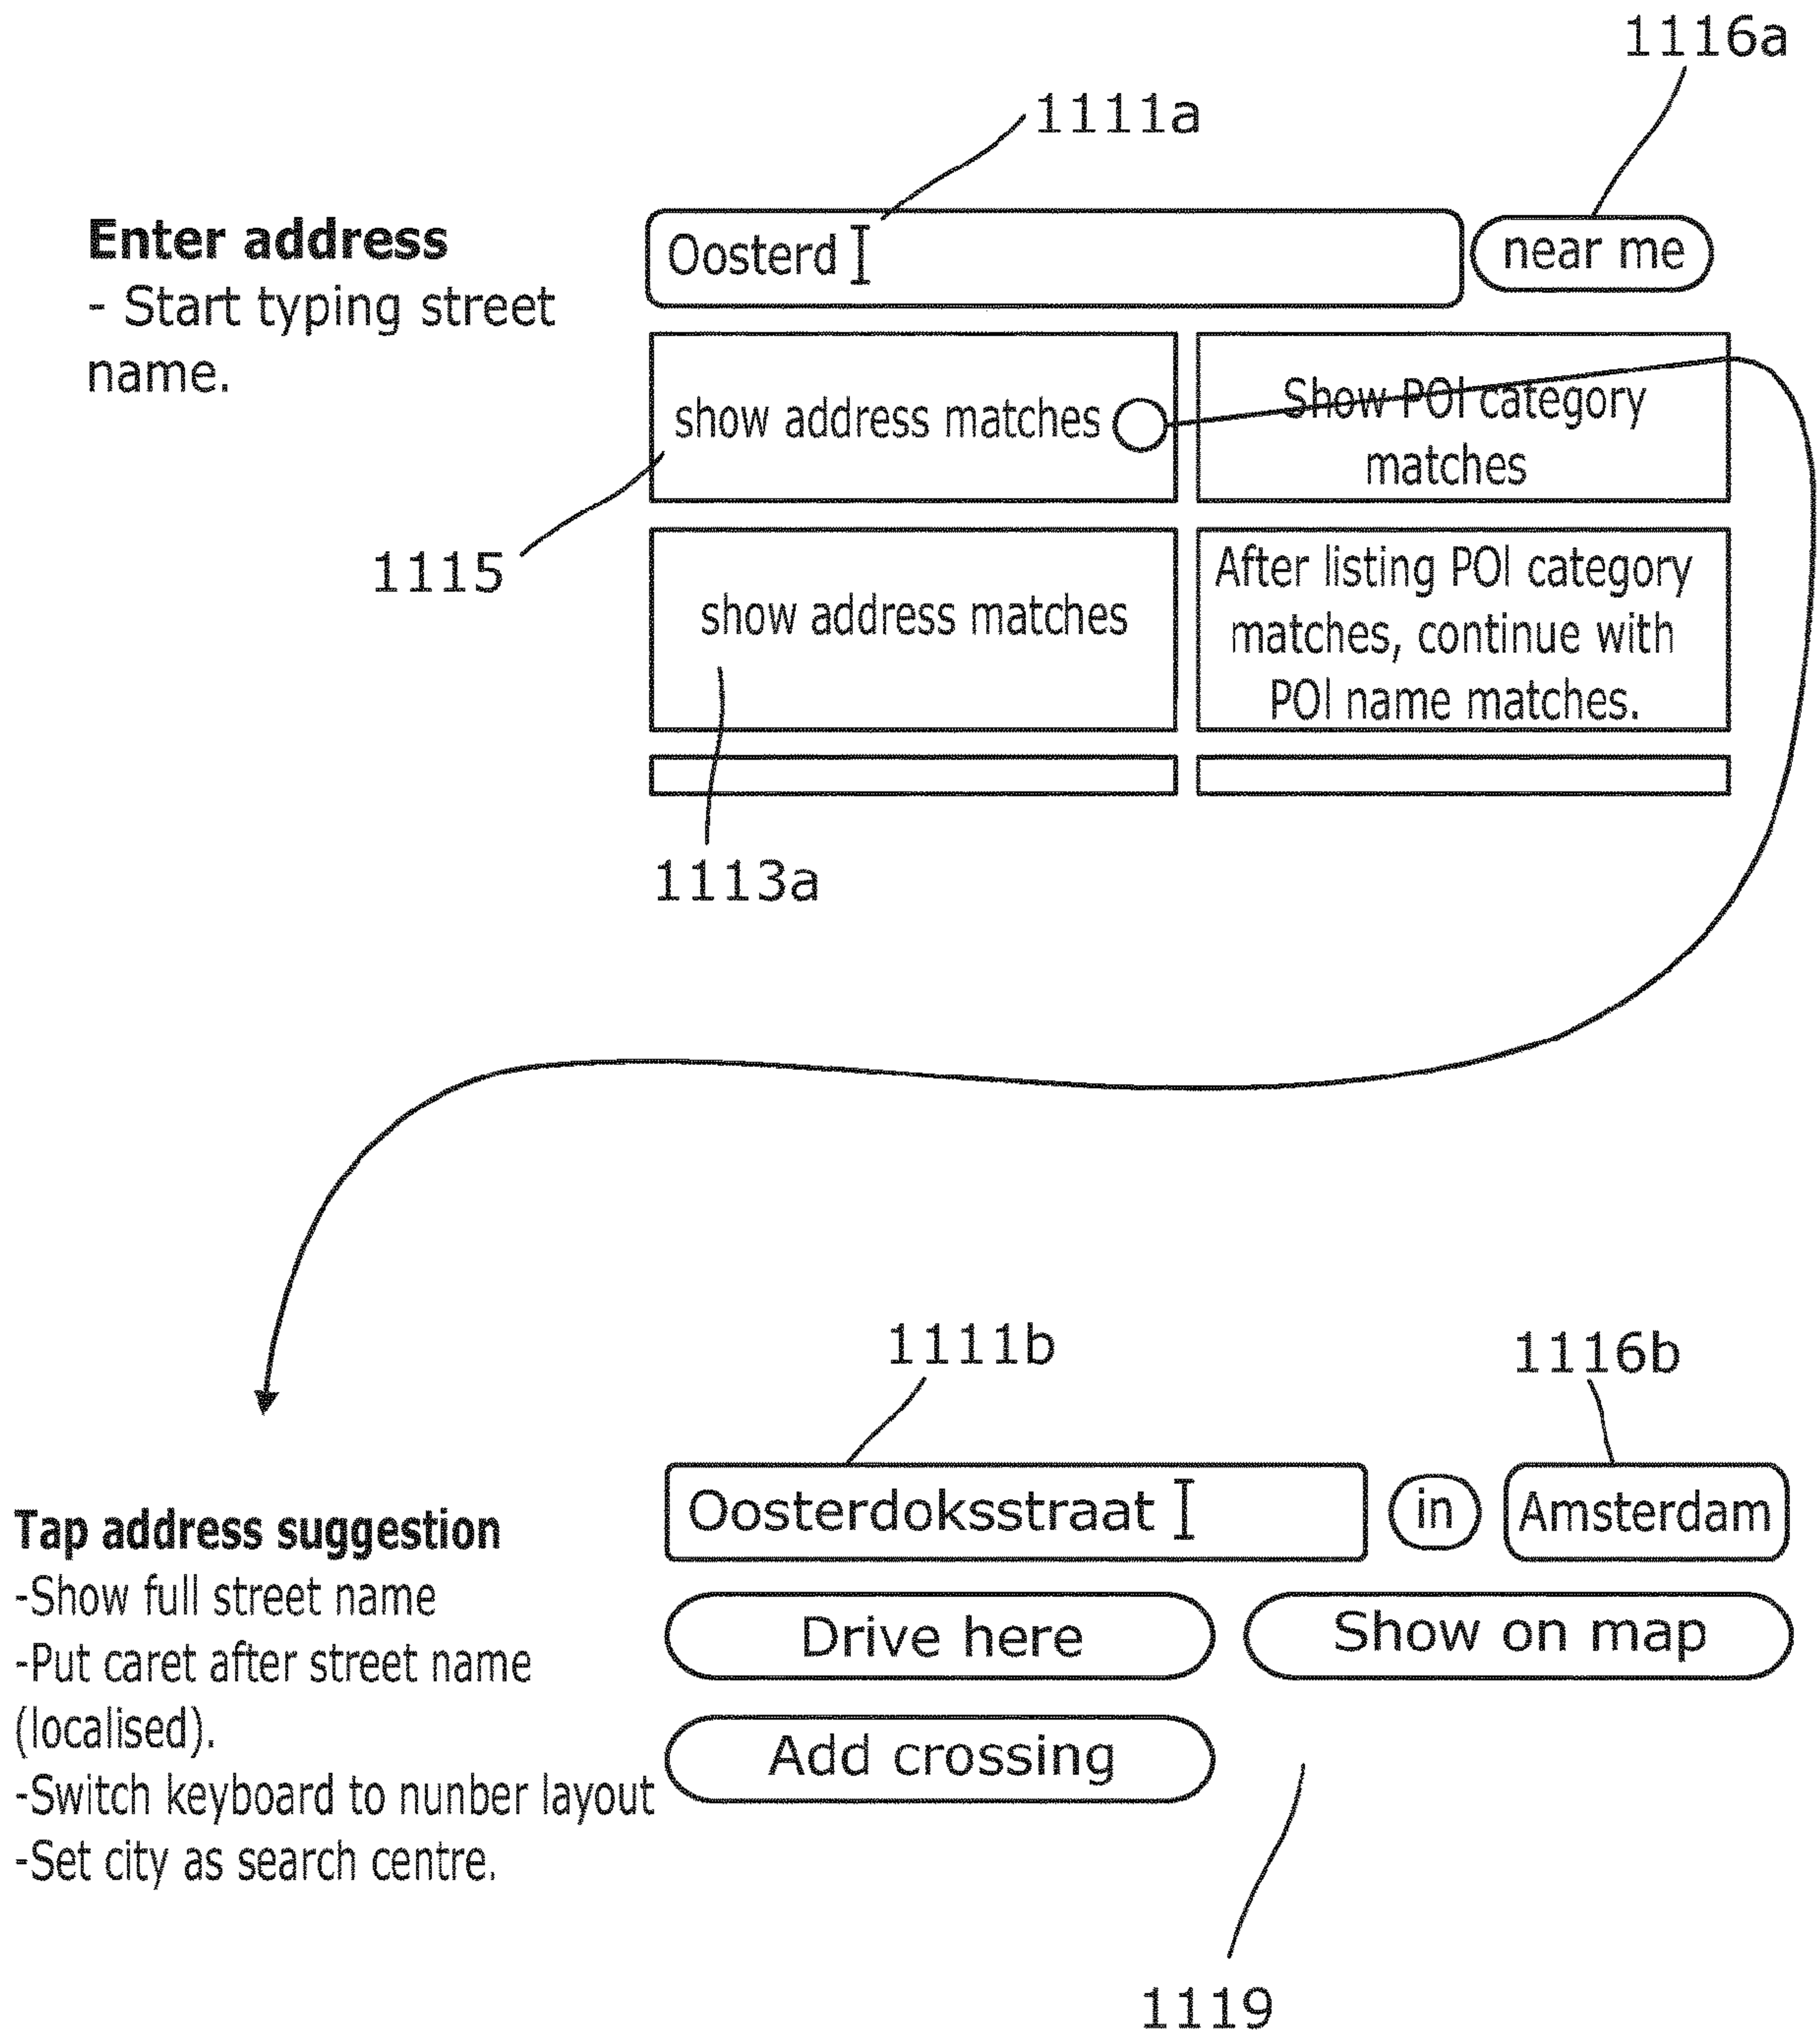 1116a
1111a
Enter address
- Start typing street
name.
Oosterd
near me
show address matches
Show POI category
matches
1115
show address matches
After listing POI category
matches, continue with
POI name matches.
1113a
1111b
1116b
Tap address suggestion
-Show full street name
-Put caret after street name
(localised).
-Switch keyboard to nunber layout
-Set city as search centre.
Oosterdoksstraat
in
Amsterdam
Drive here
Show on map
Add crossing
1119